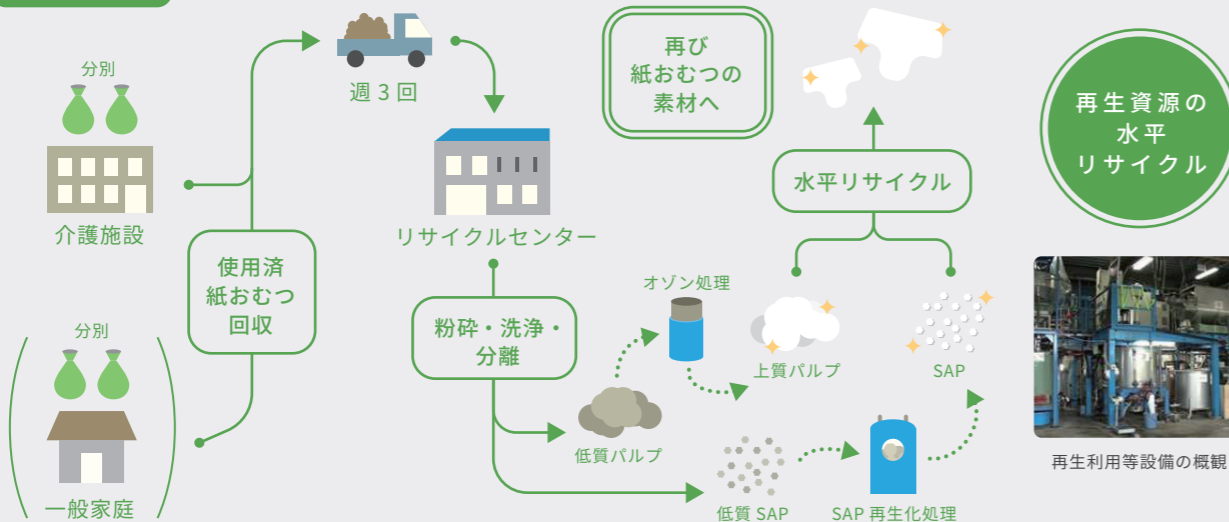 分別
介護施設
分別
一般家庭
使用済
紙おむつ
回収
週3回
リサイクルセンター
粉砕・洗浄・
分離
低質パルプ
オゾン処理
上質パルプ
低質 SAP
SAP 再生化処理
SAP
水平リサイクル
再び
紙おむつの
素材へ
再生資源の
水平
リサイクル
再生利用等設備の概観